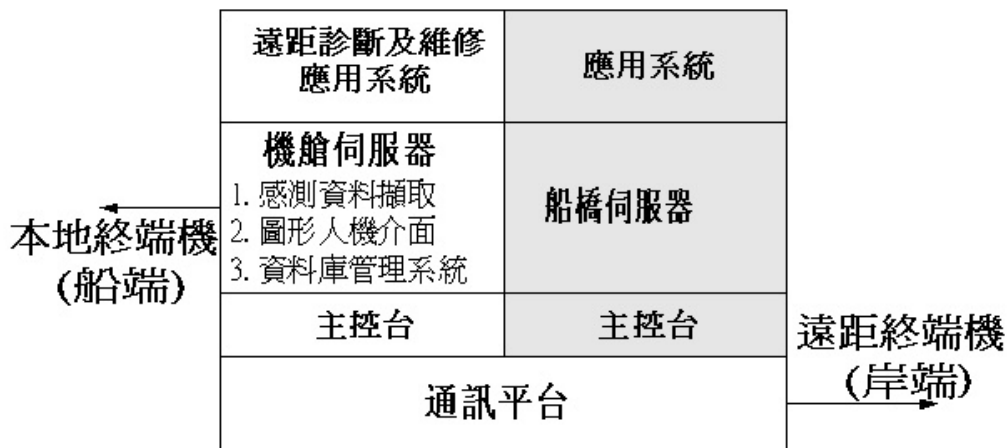 遠距診斷及維修
應用系統
應用系統
機艙伺服器
1. 感測資料擷取
2. 圖形人機介面
3. 資料庫管理系統
船橋伺服器
本地終端機
(船端)
主控台
主控台
遠距終端機
(岸端)
通訊平台